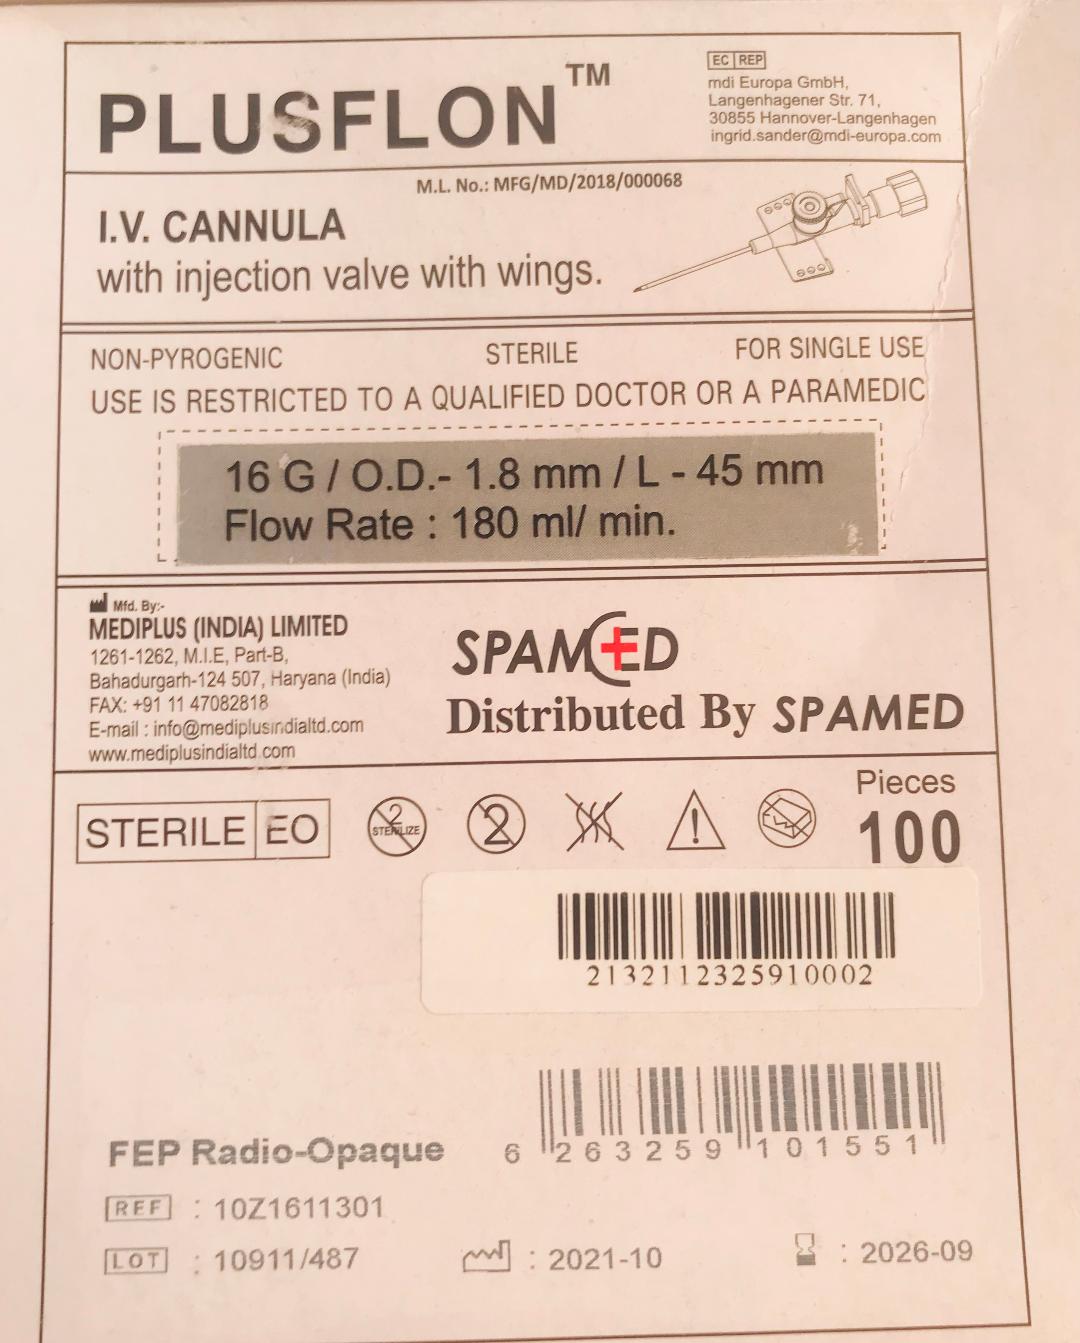 PLUSFLON™
EC REP
mdi Europa GmbH,
Langenhagener Str. 71,
30855 Hannover-Langenhagen
ingrid.sander@mdi-europa.com
M.L. No.: MFG/MD/2018/000068
I.V. CANNULA
with injection valve with wings.
NON-PYROGENIC STERILE FOR SINGLE USE
USE IS RESTRICTED TO A QUALIFIED DOCTOR OR A PARAMEDIC
16 G / O.D.- 1.8 mm / L - 45 mm
Flow Rate : 180 ml/ min.
Mfd. By:-
MEDIPLUS (INDIA) LIMITED
1261-1262, M.I.E, Part-B,
Bahadurgarh-124 507, Haryana (India)
FAX: +91 11 47082818
E-mail : info@mediplusindialtd.com
www.mediplusindialtd.com
SPAMED
Distributed By SPAMED
STERILE EO
2
STERILIZE
2
!
Pieces
100
2132112325910002
6 263259 101551
FEP Radio-Opaque
REF : 10Z1611301
LOT : 10911/487 : 2021-10 : 2026-09